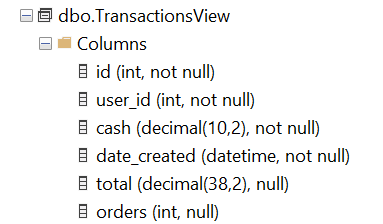 dbo.TransactionsView
Columns
id (int, not null)
user_id (int, not null)
cash (decimal(10,2), not null)
date_created (datetime, not null)
total (decimal(38,2), null)
orders (int, null)